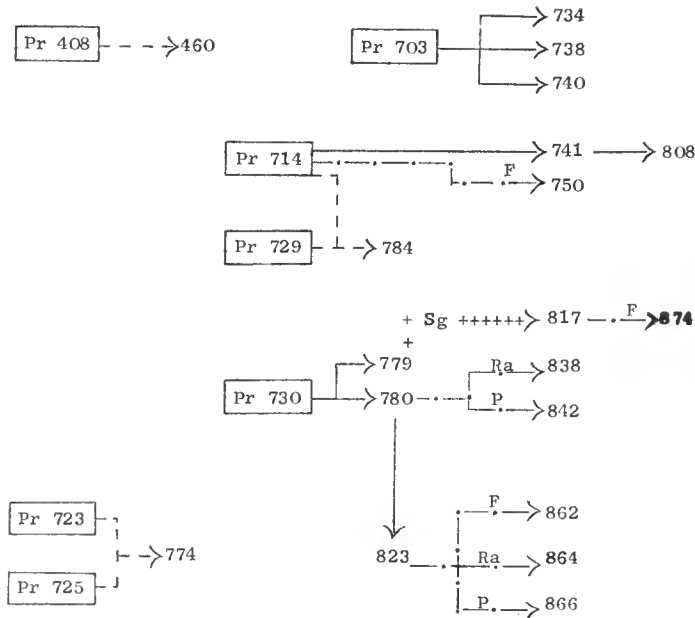 734
Pr 408 460 Pr 703 738
740
Pr 714 741 808
F 750
Pr 729 784
+ Sg ++++++ 817 F 874
+
779 Ra 838
Pr 730 780 P 842
Pr 723 F 862
774 823 Ra 864
Pr 725 P 866